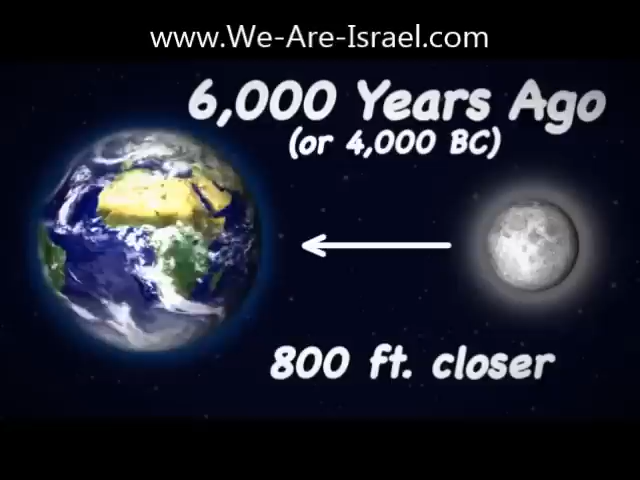 www.We-Are-Israel.com
6,000 Years Ago
(or 4,000 BC)
800 ft. closer